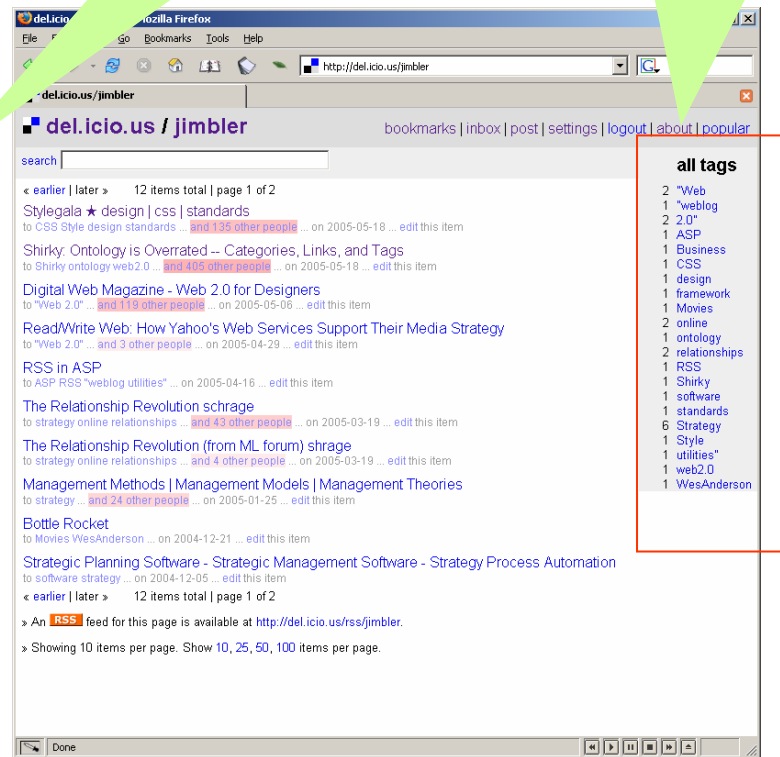 del.icio Mozilla Firefox
File Go Bookmarks Tools Help
http://del.icio.us/jimbler
G
del.icio.us/jimbler
del.icio.us / jimbler
bookmarks | inbox | post | settings | logout | about | popular
search
« earlier | later » 12 items total | page 1 of 2
Stylegala ★ design | css | standards
to CSS Style design standards ... and 135 other people ... on 2005-05-18 ... edit this item
Shirky: Ontology is Overrated -- Categories, Links, and Tags
to Shirky ontology web2.0 ... and 405 other people ... on 2005-05-18 ... edit this item
Digital Web Magazine - Web 2.0 for Designers
to "Web 2.0" ... and 119 other people ... on 2005-05-06 ... edit this item
Read/Write Web: How Yahoo's Web Services Support Their Media Strategy
to "Web 2.0" ... and 3 other people ... on 2005-04-29 ... edit this item
RSS in ASP
to ASP RSS "weblog utilities" ... on 2005-04-16 ... edit this item
The Relationship Revolution schrage
to strategy online relationships ... and 43 other people ... on 2005-03-19 ... edit this item
The Relationship Revolution (from ML forum) shrage
to strategy online relationships ... and 4 other people ... on 2005-03-19 ... edit this item
Management Methods | Management Models | Management Theories
to strategy ... and 24 other people ... on 2005-01-25 ... edit this item
Bottle Rocket
to Movies WesAnderson ... on 2004-12-21 ... edit this item
Strategic Planning Software - Strategic Management Software - Strategy Process Automation
to software strategy ... on 2004-12-05 ... edit this item
« earlier | later » 12 items total | page 1 of 2
» An RSS feed for this page is available at http://del.icio.us/rss/jimbler.
» Showing 10 items per page. Show 10, 25, 50, 100 items per page.
all tags
2 "Web
1 "weblog
2 2.0"
1 ASP
1 Business
1 CSS
1 design
1 framework
1 Movies
2 online
1 ontology
2 relationships
1 RSS
1 Shirky
1 software
1 standards
6 Strategy
1 Style
1 utilities"
1 web2.0
1 WesAnderson
Done